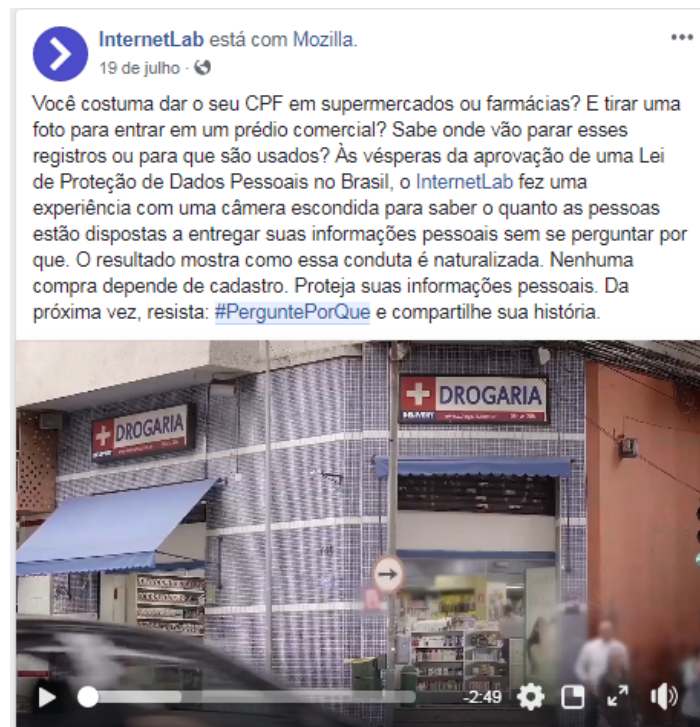 InternetLab está com Mozilla.
19 de julho ·
Você costuma dar o seu CPF em supermercados ou farmácias? E tirar uma
foto para entrar em um prédio comercial? Sabe onde vão parar esses
registros ou para que são usados? Às vésperas da aprovação de uma Lei
de Proteção de Dados Pessoais no Brasil, o InternetLab fez uma
experiência com uma câmera escondida para saber o quanto as pessoas
estão dispostas a entregar suas informações pessoais sem se perguntar por
que. O resultado mostra como essa conduta é naturalizada. Nenhuma
compra depende de cadastro. Proteja suas informações pessoais. Da
próxima vez, resista: #PerguntePorQue e compartilhe sua história.
DROGARIA
DROGARIA
DELIVERY
-2:49